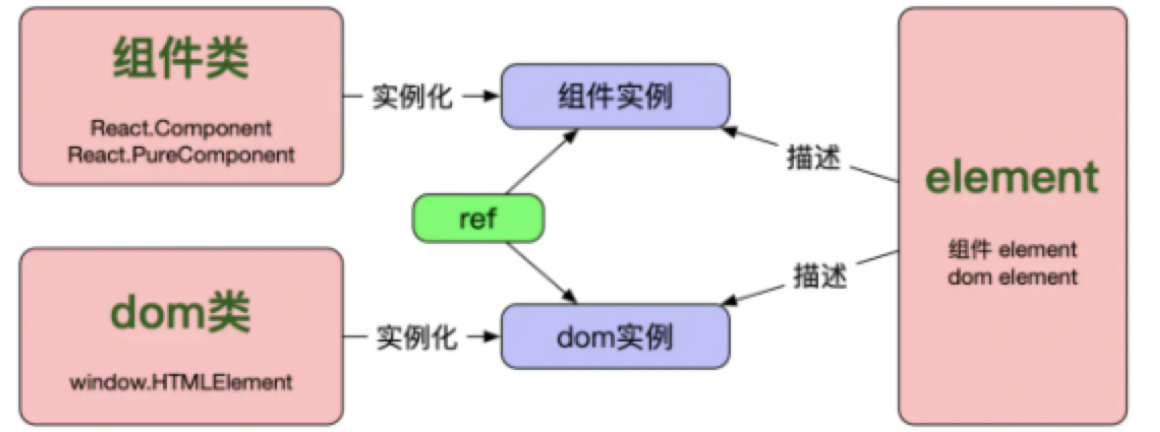 组件类
React.Component
React.PureComponent
实例化
组件实例
描述
ref
element
组件 element
dom element
dom类
window.HTMLElement
实例化
dom实例
描述